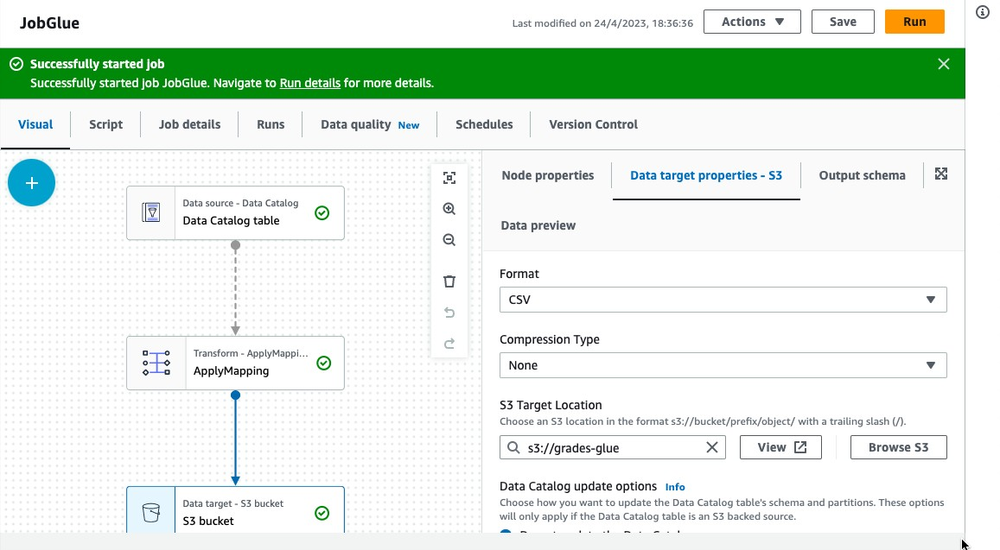 JobGlue
Last modified on 24/4/2023, 18:36:36
Actions
Save
Run
Successfully started job
Successfully started job JobGlue. Navigate to Run details for more details.
Visual
Script
Job details
Runs
Data quality New
Schedules
Version Control
Data source - Data Catalog
Data Catalog table
Transform - ApplyMappi...
ApplyMapping
Data target - S3 bucket
S3 bucket
Node properties
Data target properties - S3
Output schema
Data preview
Format
CSV
Compression Type
None
S3 Target Location
Choose an S3 location in the format s3://bucket/prefix/object/ with a trailing slash (/).
s3://grades-glue
View
Browse S3
Data Catalog update options Info
Choose how you want to update the Data Catalog table's schema and partitions. These options
will only apply if the Data Catalog table is an S3 backed source.